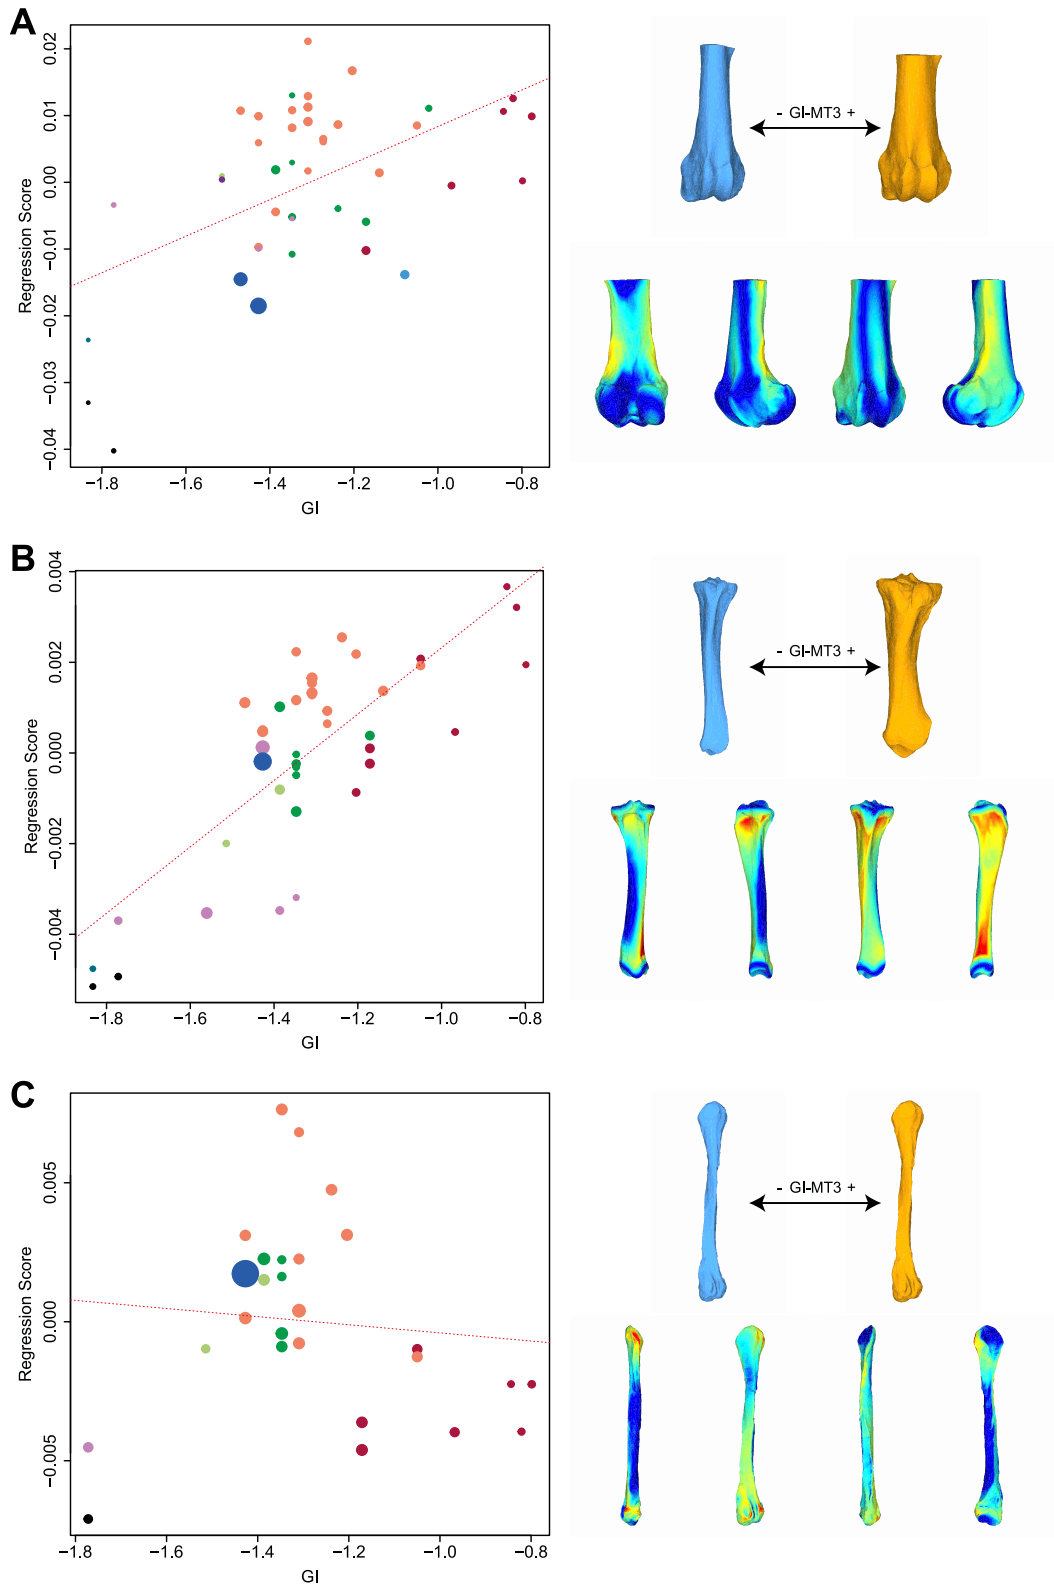 A
Regression Score
0.02
0.01
0.00
−0.01
−0.02
−0.03
−0.04
−1.8 −1.6 −1.4 −1.2 −1.0 −0.8
GI
- GI-MT3 +
B
Regression Score
0.004
0.002
0.000
−0.002
−0.004
−1.8 −1.6 −1.4 −1.2 −1.0 −0.8
GI
- GI-MT3 +
C
Regression Score
0.005
0.000
−0.005
−1.8 −1.6 −1.4 −1.2 −1.0 −0.8
GI
- GI-MT3 +